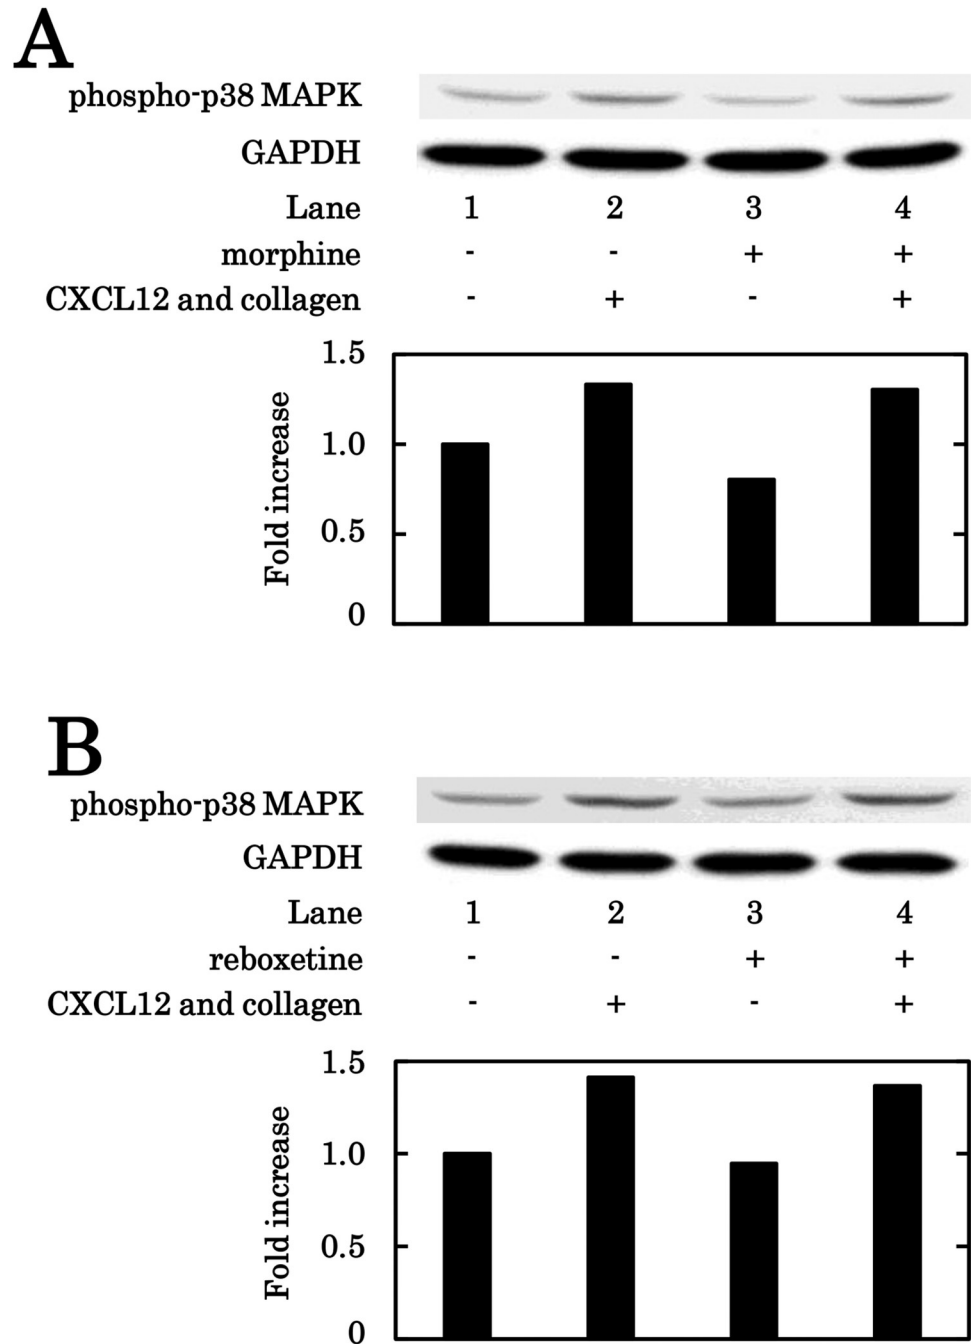 A
phospho-p38 MAPK
GAPDH
Lane 1 2 3 4
morphine - - + +
CXCL12 and collagen - + - +
1.5
1.0
0.5
0
Fold increase
B
phospho-p38 MAPK
GAPDH
Lane 1 2 3 4
reboxetine - - + +
CXCL12 and collagen - + - +
1.5
1.0
0.5
0
Fold increase